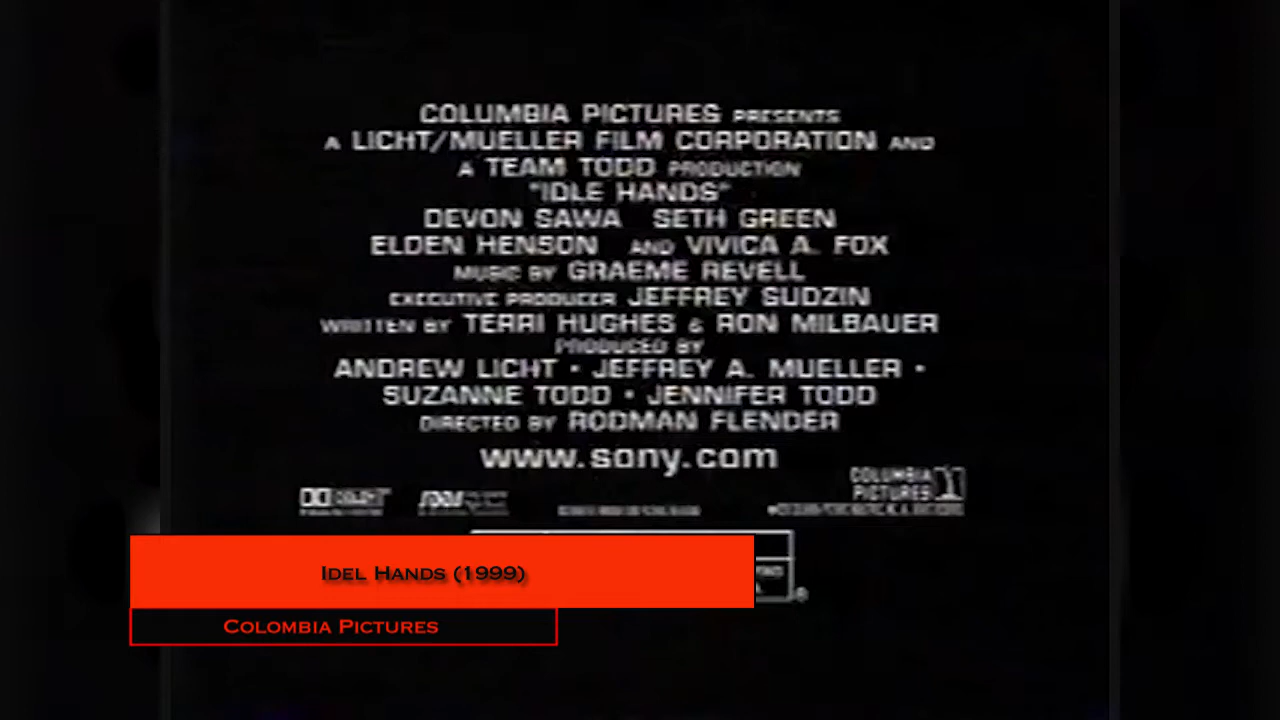 COLUMBIA PICTURES PRESENTS
A LICHT/MUELLER FILM CORPORATION AND
A TEAM TODD PRODUCTION
"IDLE HANDS"
DEVON SAWA SETH GREEN
ELDEN HENSON AND VIVICA A. FOX
MUSIC BY GRAEME REVELL
EXECUTIVE PRODUCER JEFFREY SUDZIN
WRITTEN BY TERRI HUGHES & RON MILBAUER
PRODUCED BY
ANDREW LICHT • JEFFREY A. MUELLER •
SUZANNE TODD • JENNIFER TODD
DIRECTED BY RODMAN FLENDER
www.sony.com
COLUMBIA
PICTURES
Idel Hands (1999)
Colombia Pictures